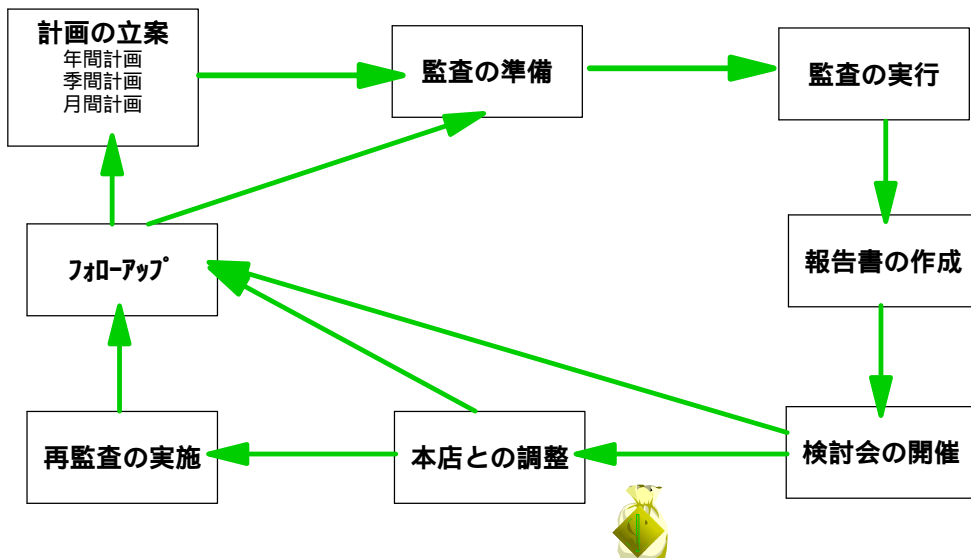 計画の立案
年間計画
季間計画
月間計画
監査の準備
監査の実行
ﾌｫﾛｰｱｯﾌﾟ
報告書の作成
再監査の実施
本店との調整
検討会の開催